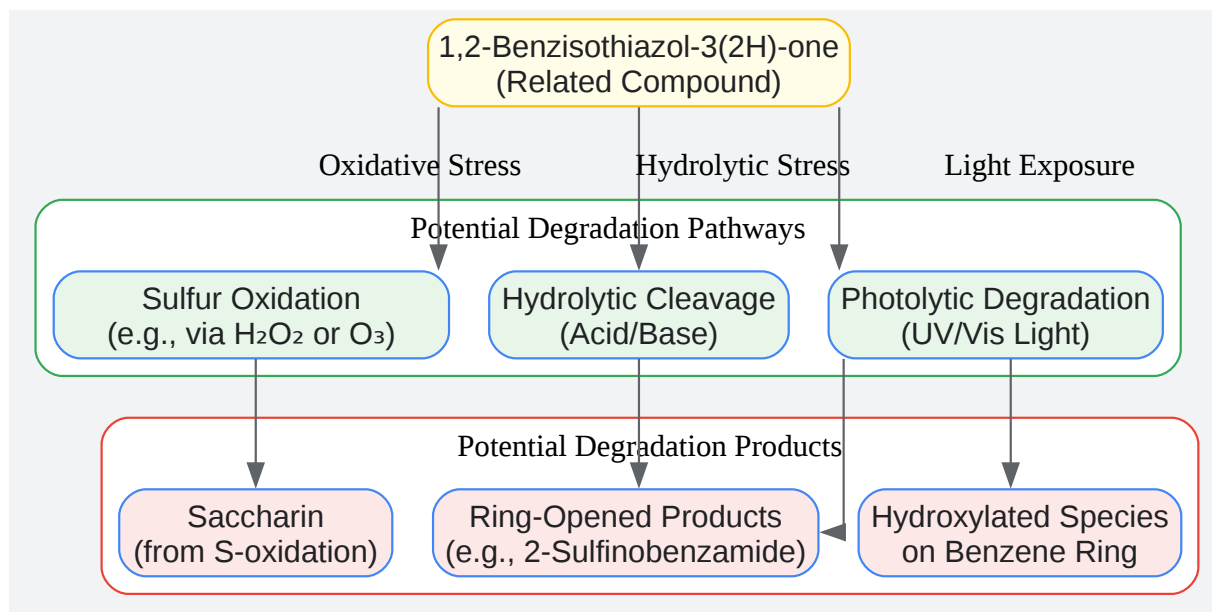 1,2-Benzisothiazol-3(2H)-one
(Related Compound)
Oxidative Stress
Hydrolytic Stress
Light Exposure
Potential Degradation Pathways
Sulfur Oxidation
(e.g., via H₂O₂ or O₃)
Hydrolytic Cleavage
(Acid/Base)
Photolytic Degradation
(UV/Vis Light)
Potential Degradation Products
Saccharin
(from S-oxidation)
Ring-Opened Products
(e.g., 2-Sulfinobenzamide)
Hydroxylated Species
on Benzene Ring